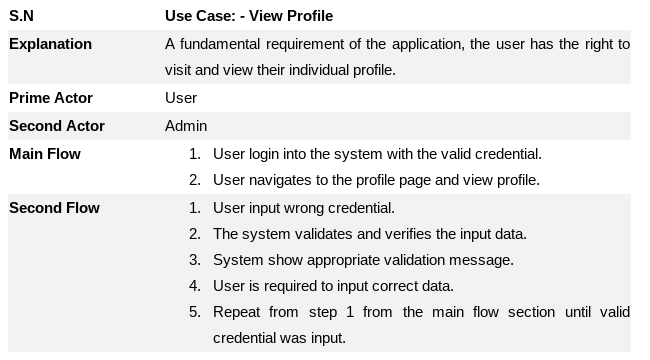 S.N Use Case: - View Profile
Explanation A fundamental requirement of the application, the user has the right to
visit and view their individual profile.
Prime Actor User
Second Actor Admin
Main Flow 1. User login into the system with the valid credential.
2. User navigates to the profile page and view profile.
Second Flow 1. User input wrong credential.
2. The system validates and verifies the input data.
3. System show appropriate validation message.
4. User is required to input correct data.
5. Repeat from step 1 from the main flow section until valid
credential was input.